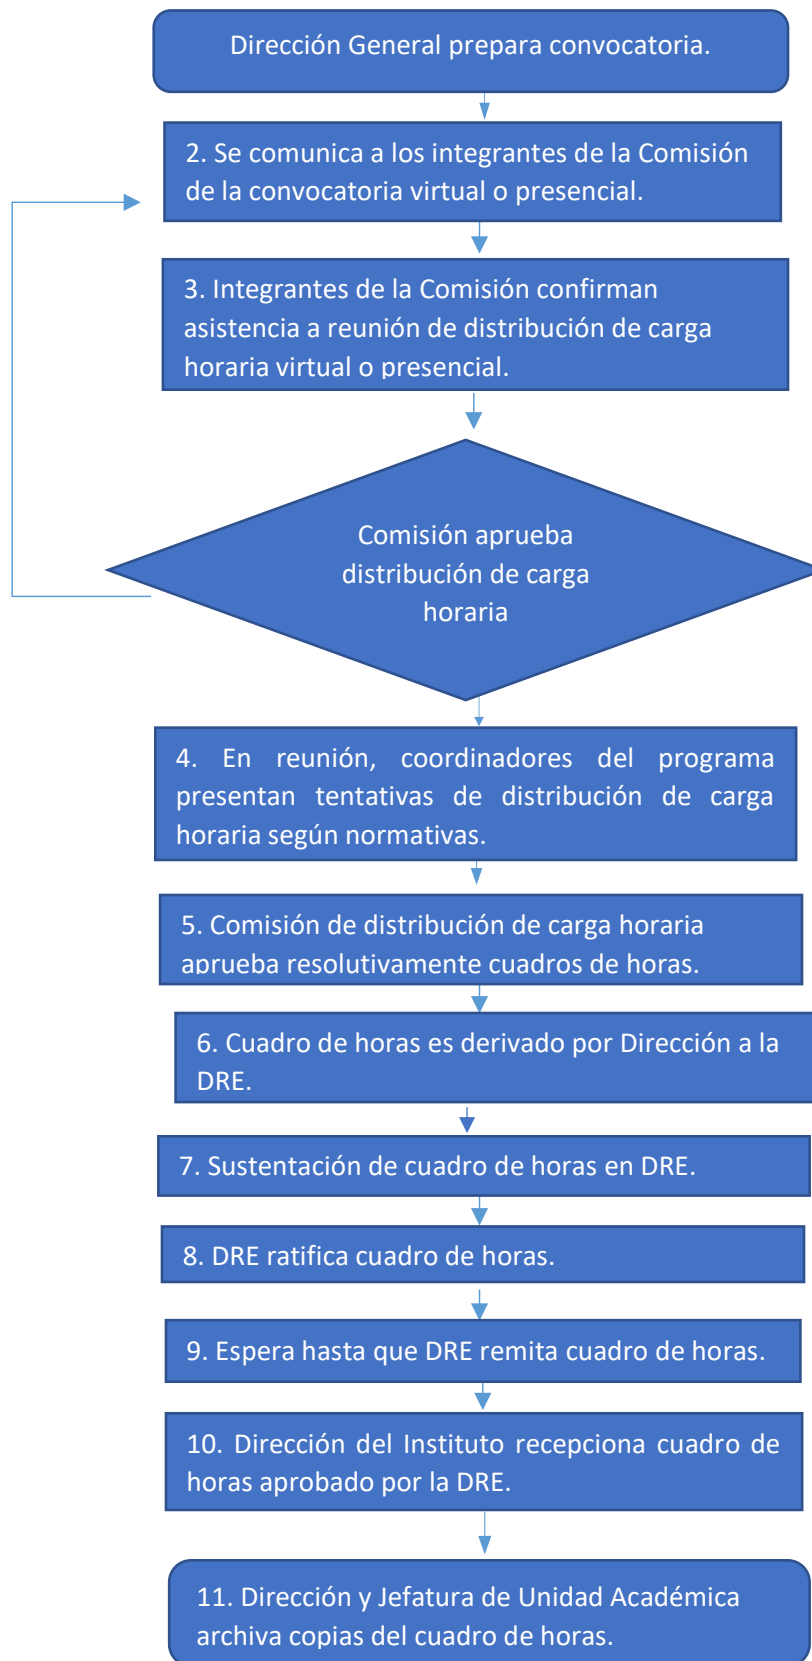 Dirección General prepara convocatoria.
2. Se comunica a los integrantes de la Comisión
de la convocatoria virtual o presencial.
3. Integrantes de la Comisión confirman
asistencia a reunión de distribución de carga
horaria virtual o presencial.
Comisión aprueba
distribución de carga
horaria
4. En reunión, coordinadores del programa
presentan tentativas de distribución de carga
horaria según normativas.
5. Comisión de distribución de carga horaria
aprueba resolutivamente cuadros de horas.
6. Cuadro de horas es derivado por Dirección a la
DRE.
7. Sustentación de cuadro de horas en DRE.
8. DRE ratifica cuadro de horas.
9. Espera hasta que DRE remita cuadro de horas.
10. Dirección del Instituto recepciona cuadro de
horas aprobado por la DRE.
11. Dirección y Jefatura de Unidad Académica
archiva copias del cuadro de horas.